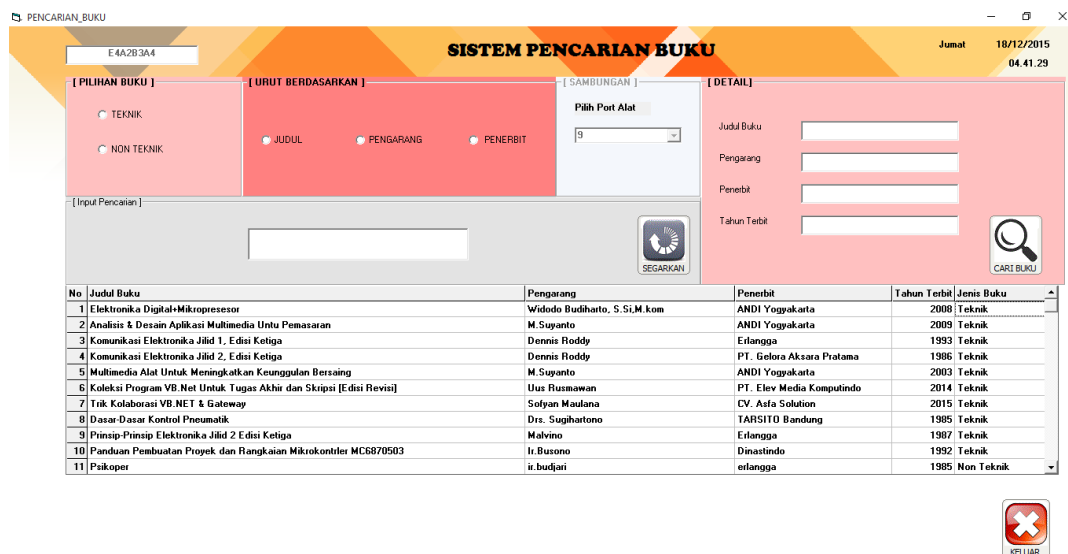 PENCARIAN_BUKU
E4A2B3A4
SISTEM PENCARIAN BUKU
Jumat 18/12/2015
04.41.29
[ PILIHAN BUKU ]
TEKNIK
NON TEKNIK
[ URUT BERDASARKAN ]
JUDUL PENGARANG PENERBIT
[ SAMBUNGAN ]
Pilih Port Alat
9
[ DETAIL]
Judul Buku
Pengarang
Penerbit
Tahun Terbit
CARI BUKU
[ Input Pencarian ]
SEGARKAN
No Judul Buku Pengarang Penerbit Tahun Terbit Jenis Buku
1 Elektronika Digital+Mikropresesor Widodo Budiharto, S.Si,M.kom ANDI Yogyakarta 2008 Teknik
2 Analisis & Desain Aplikasi Multimedia Untu Pemasaran M.Suyanto ANDI Yogyakarta 2009 Teknik
3 Komunikasi Elektronika Jilid 1, Edisi Ketiga Dennis Roddy Erlangga 1993 Teknik
4 Komunikasi Elektronika Jilid 2, Edisi Ketiga Dennis Roddy PT. Gelora Aksara Pratama 1986 Teknik
5 Multimedia Alat Untuk Meningkatkan Keunggulan Bersaing M.Suyanto ANDI Yogyakarta 2003 Teknik
6 Koleksi Program VB.Net Untuk Tugas Akhir dan Skripsi [Edisi Revisi] Uus Rusmawan PT. Elev Media Komputindo 2014 Teknik
7 Trik Kolaborasi VB.NET & Gateway Sofyan Maulana CV. Asfa Solution 2015 Teknik
8 Dasar-Dasar Kontrol Pneumatik Drs. Sugihartono TARSITO Bandung 1985 Teknik
9 Prinsip-Prinsip Elektronika Jilid 2 Edisi Ketiga Malvino Erlangga 1987 Teknik
10 Panduan Pembuatan Proyek dan Rangkaian Mikrokontrler MC6870503 Ir.Busono Dinastindo 1992 Teknik
11 Psikoper ir.budjari erlangga 1985 Non Teknik
KELUAR